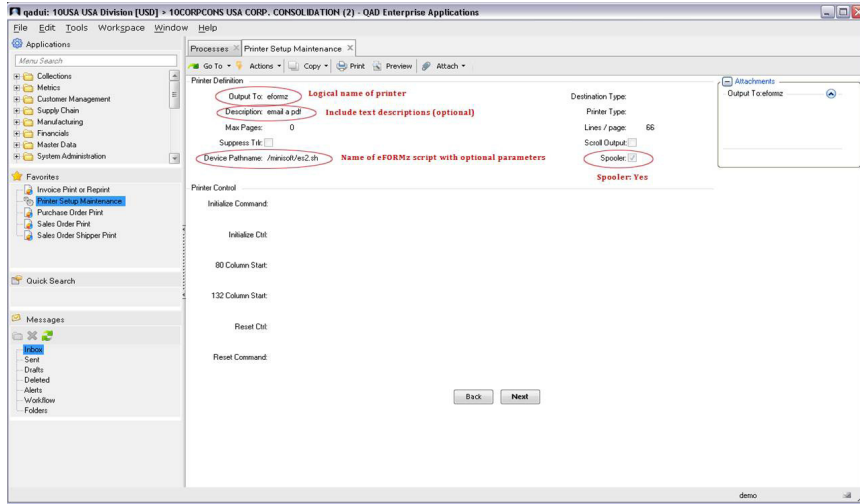 qadui: 10USA USA Division [USD] > 10CORPCONS USA CORP. CONSOLIDATION (2) - QAD Enterprise Applications
File Edit Tools Workspace Window Help
Applications
Menu Search
Collections
Metrics
Customer Management
Supply Chain
Manufacturing
Financials
Master Data
System Administration
Favorites
Invoice Print or Reprint
Printer Setup Maintenance
Purchase Order Print
Sales Order Print
Sales Order Shipper Print
Quick Search
Messages
Inbox
Sent
Drafts
Deleted
Alerts
Workflow
Folders
Processes Printer Setup Maintenance
Go To Actions Copy Print Preview Attach
Printer Definition
Output To: eformz Logical name of printer Destination Type:
Description: email a pdf Include text descriptions (optional) Printer Type:
Max Pages: 0 Lines / page: 66
Suppress Trlr: Scroll Output:
Device Pathname: /minisoft/es2.sh Name of eFORMz script with optional parameters Spooler:
Spooler: Yes
Printer Control
Initialize Command:
Initialize Ctrl:
80 Column Start:
132 Column Start:
Reset Ctrl:
Reset Command:
Back Next
Attachments
Output To:eformz
demo